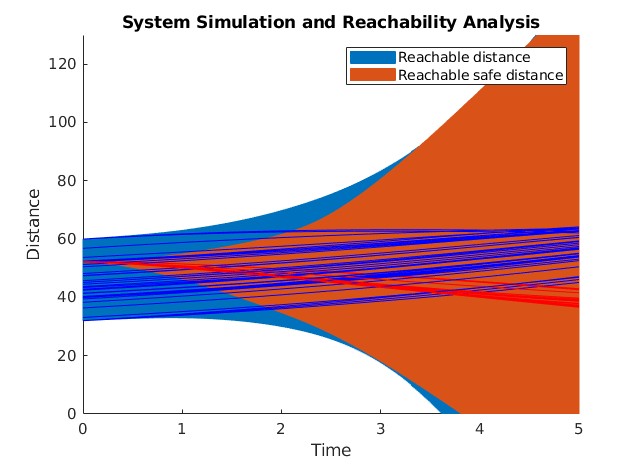 System Simulation and Reachability Analysis
Reachable distance
Reachable safe distance
120
100
80
60
40
20
0
Distance
0 1 2 3 4 5
Time